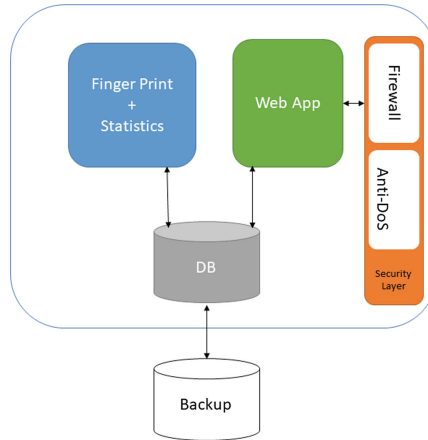 Finger Print
+
Statistics
Web App
Firewall
Anti-DoS
Security
Layer
DB
Backup